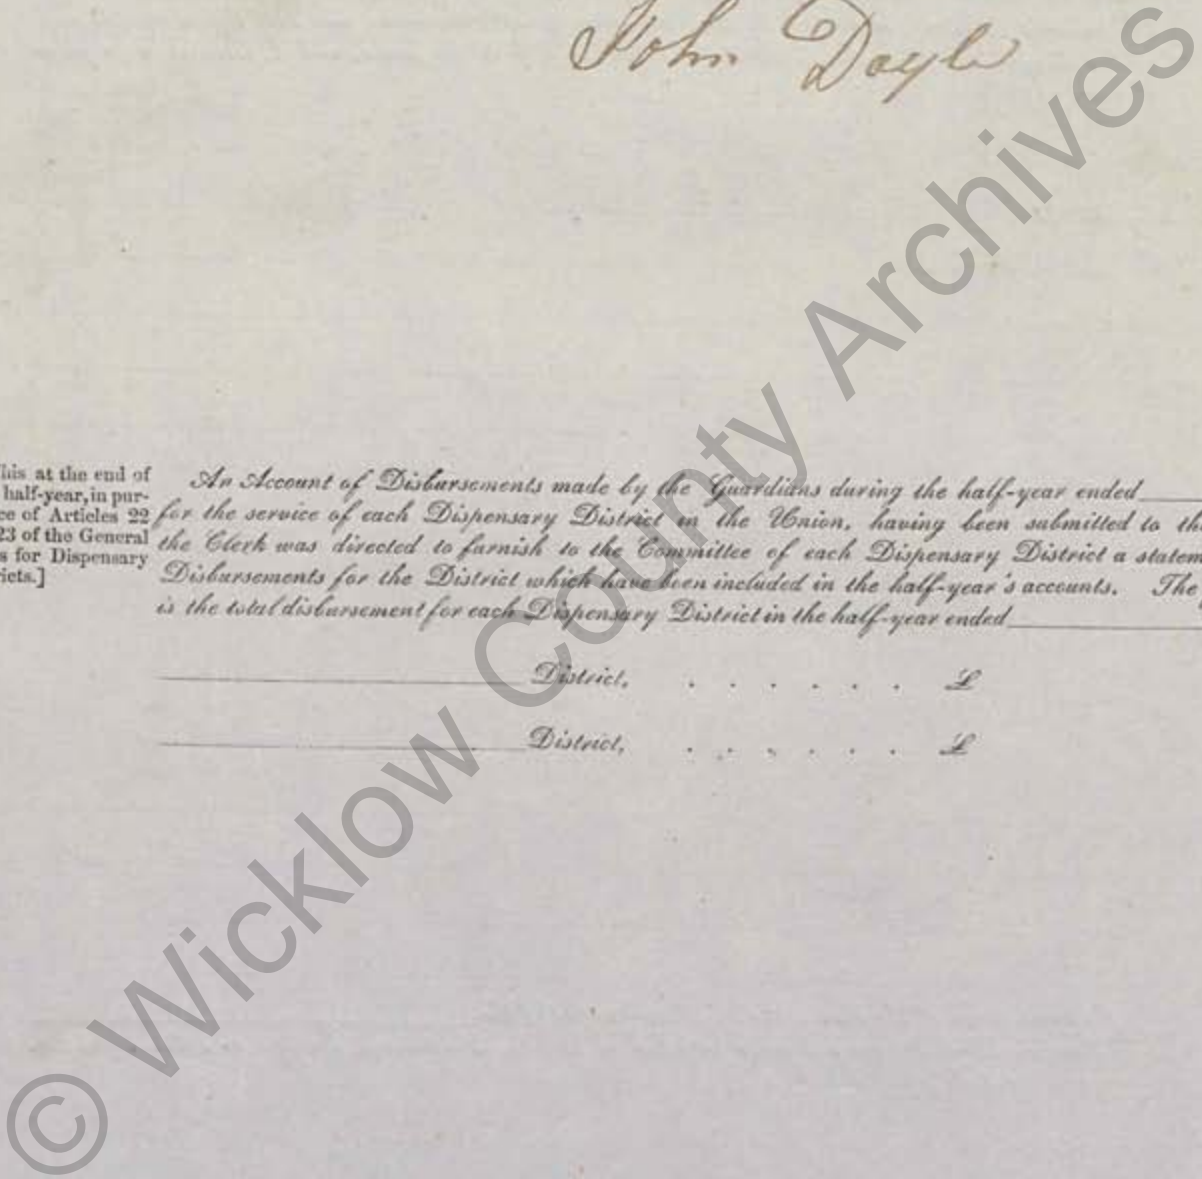 John Doyle
his at the end of
half-year, in pur-
ce of Articles 22
23 of the General
s for Dispensary
icts.]
An Account of Disbursements made by the Guardians during the half-year ended
for the service of each Dispensary District in the Union, having been submitted to th
the Clerk was directed to furnish to the Committee of each Dispensary District a statem
Disbursements for the District which have been included in the half-year's accounts. The
is the total disbursement for each Dispensary District in the half-year ended
District, . . . . . . £
District, . . . . . . £
© Wicklow County Archives